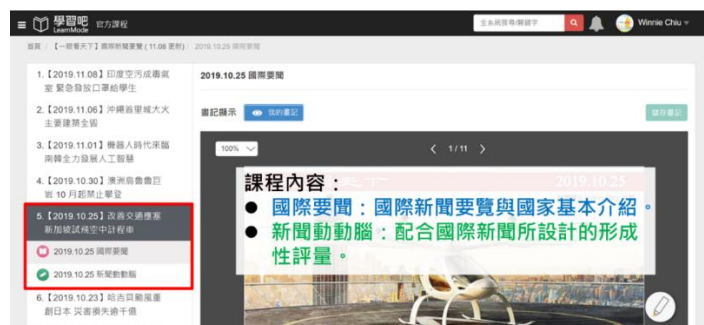 學習吧
LearnMode
官方課程
全系統搜尋/關鍵字
Winnie Chiu
首頁 / 【一眼看天下】國際新聞要覽 ( 11.08 更新) / 2019.10.25 國際要聞
1.【2019.11.08】印度空污成毒氣
室 緊急發放口罩給學生
2.【2019.11.06】沖繩首里城大火
主要建築全毀
3.【2019.11.01】機器人時代來臨
南韓全力發展人工智慧
4.【2019.10.30】澳洲烏魯魯巨
岩 10 月起禁止攀登
5.【2019.10.25】改善交通壅塞
新加坡試飛空中計程車
2019.10.25 國際要聞
2019.10.25 新聞動動腦
6.【2019.10.23】哈吉貝颱風重
創日本 災害損失逾千億
2019.10.25 國際要聞
畫記顯示
我的畫記
儲存畫記
100%
1/11
2019.10.25
課程內容：
● 國際要聞：國際新聞要覽與國家基本介紹。
● 新聞動動腦：配合國際新聞所設計的形成
性評量。